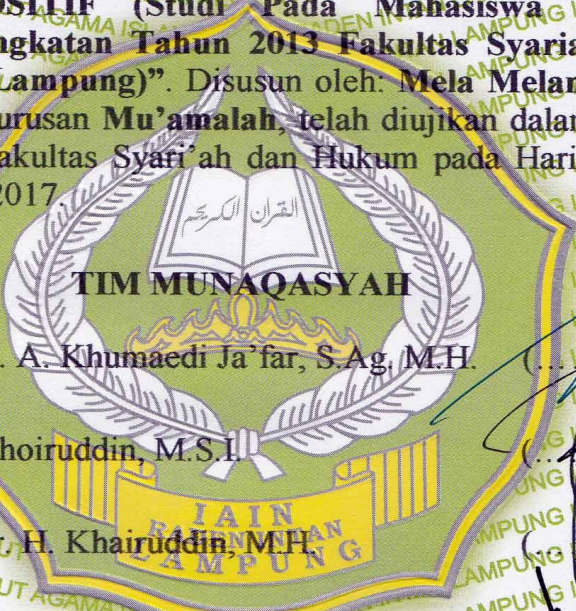 OSITIF (Studi Pada Mahasiswa
ngkatan Tahun 2013 Fakultas Syaria
Lampung)”. Disusun oleh: Mela Melan
urusan Mu’amalah, telah diujikan dalam
akultas Syari’ah dan Hukum pada Hari
2017.
القرآن الكريم
TIM MUNAQASYAH
. A. Khumaedi Ja’far, S.Ag. M.H. (...
hoiruddin, M.S.I. (...
. H. Khairuddin, M.H. (...
IAIN
RADEN INTAN
LAMPUNG